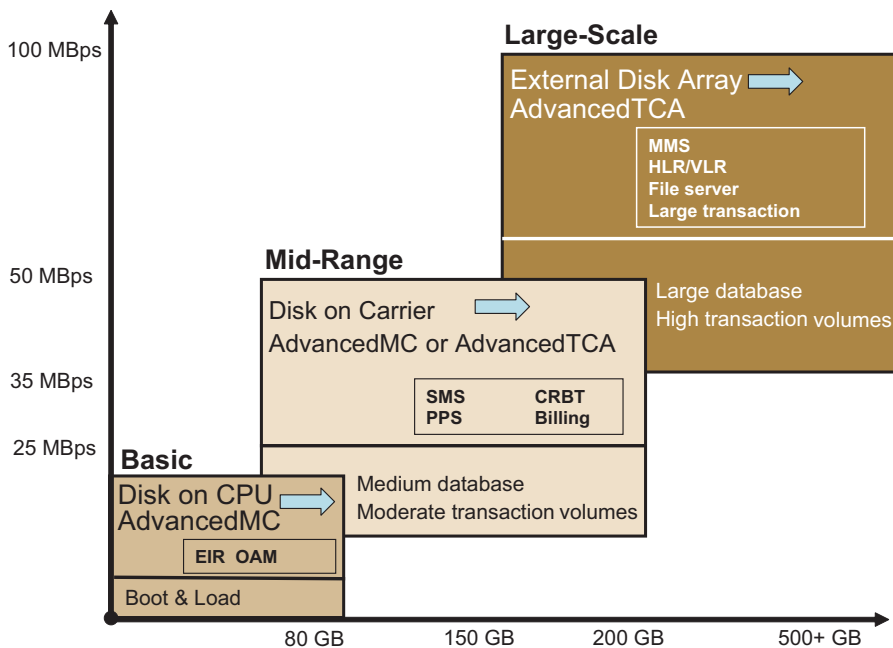 Large-Scale
100 MBps
External Disk Array
AdvancedTCA
MMS
HLR/VLR
File server
Large transaction
Mid-Range
50 MBps
Large database
High transaction volumes
Disk on Carrier
AdvancedMC or AdvancedTCA
35 MBps
SMS CRBT
PPS Billing
25 MBps
Basic
Medium database
Moderate transaction volumes
Disk on CPU
AdvancedMC
EIR OAM
Boot & Load
80 GB 150 GB 200 GB 500+ GB